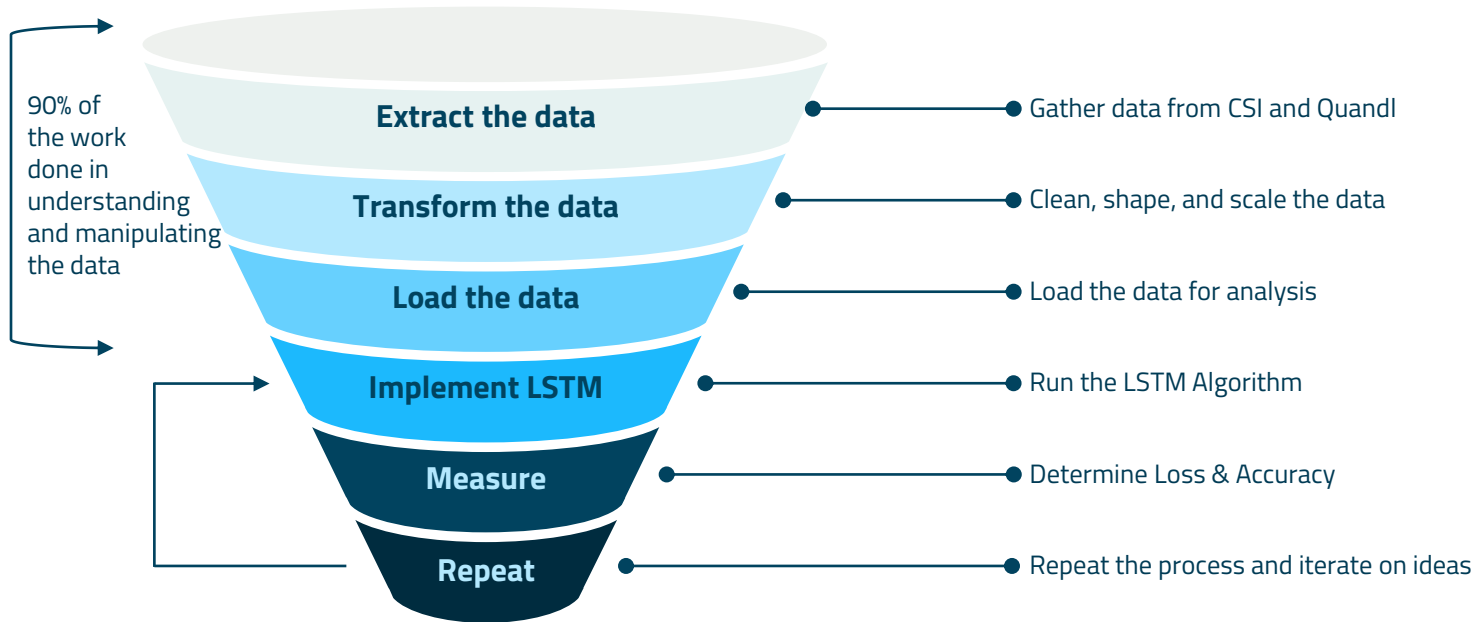 90% of
the work
done in
understanding
and manipulating
the data
Extract the data
Gather data from CSI and Quandl
Transform the data
Clean, shape, and scale the data
Load the data
Load the data for analysis
Implement LSTM
Run the LSTM Algorithm
Measure
Determine Loss & Accuracy
Repeat
Repeat the process and iterate on ideas